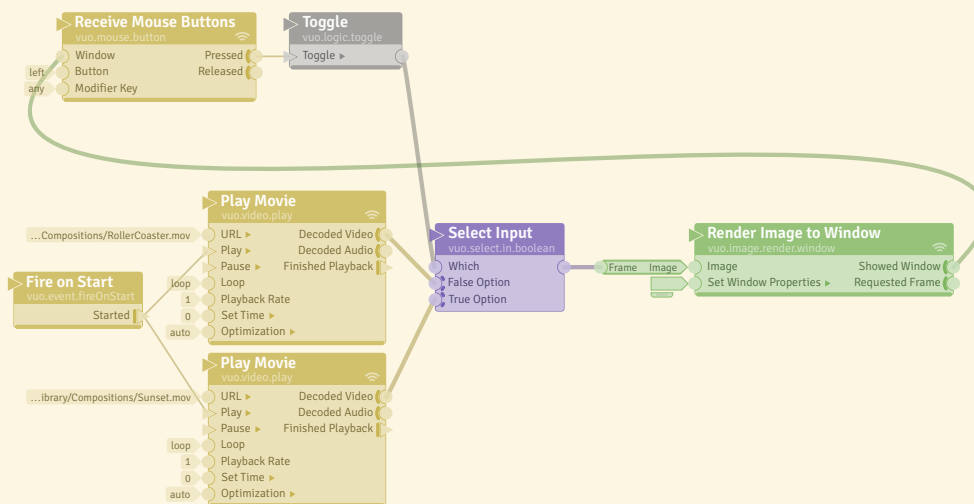 Receive Mouse Buttons
vuo.mouse.button
Window Pressed
left Button Released
any Modifier Key
Toggle
vuo.logic.toggle
Toggle
Play Movie
vuo.video.play
...Compositions/RollerCoaster.mov URL Decoded Video
Play Decoded Audio
Pause Finished Playback
loop Loop
1 Playback Rate
0 Set Time
auto Optimization
Fire on Start
vuo.event.fireOnStart
Started
Play Movie
vuo.video.play
...ibrary/Compositions/Sunset.mov URL Decoded Video
Play Decoded Audio
Pause Finished Playback
loop Loop
1 Playback Rate
0 Set Time
auto Optimization
Select Input
vuo.select.in.boolean
Which
False Option
True Option
Frame Image
Render Image to Window
vuo.image.render.window
Image Showed Window
Set Window Properties Requested Frame